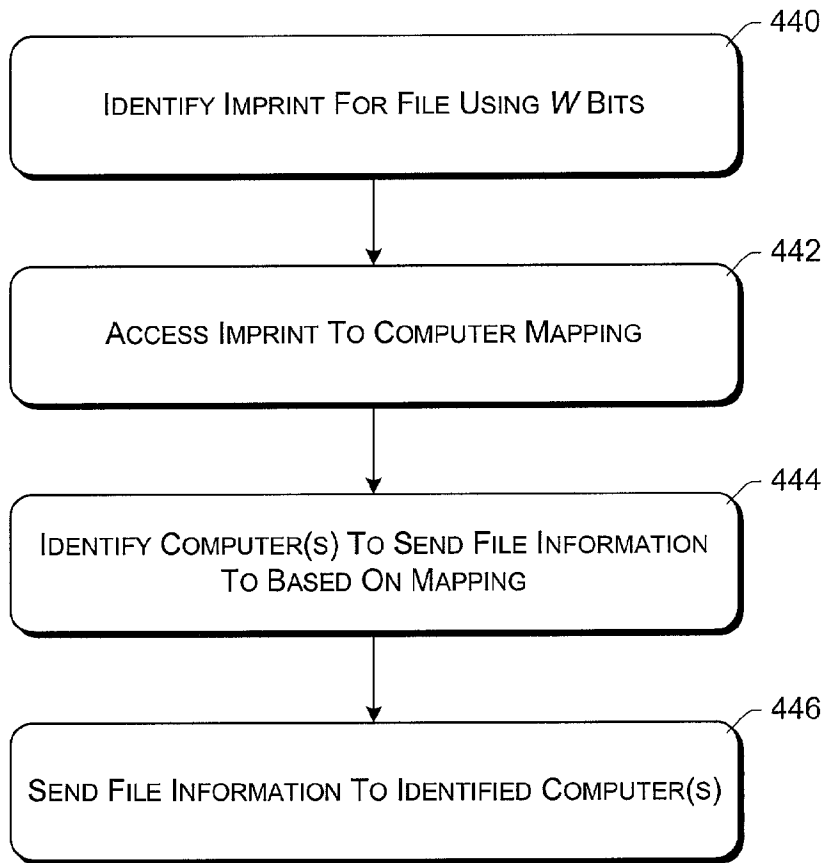 440
IDENTIFY IMPRINT FOR FILE USING W BITS
442
ACCESS IMPRINT TO COMPUTER MAPPING
444
IDENTIFY COMPUTER(S) TO SEND FILE INFORMATION
TO BASED ON MAPPING
446
SEND FILE INFORMATION TO IDENTIFIED COMPUTER(S)